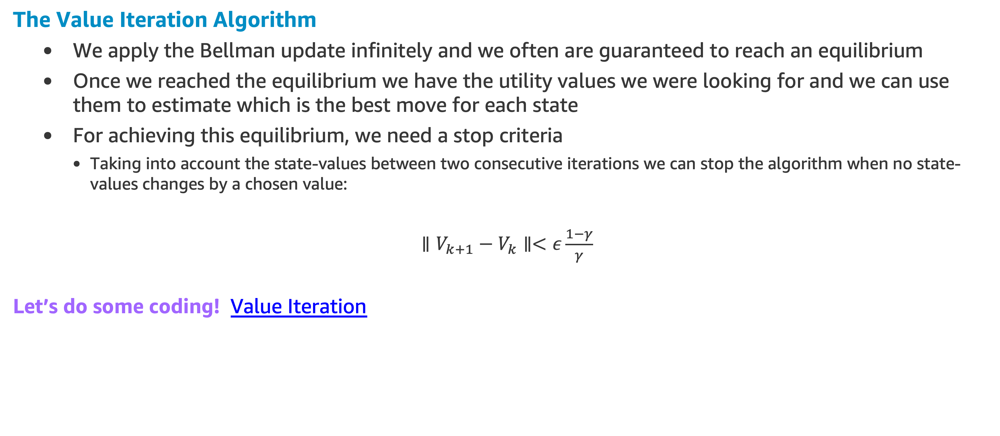 The Value Iteration Algorithm
• We apply the Bellman update infinitely and we often are guaranteed to reach an equilibrium
• Once we reached the equilibrium we have the utility values we were looking for and we can use
them to estimate which is the best move for each state
• For achieving this equilibrium, we need a stop criteria
• Taking into account the state-values between two consecutive iterations we can stop the algorithm when no state-
values changes by a chosen value:
‖ V_{k+1} − V_k ‖< ϵ \frac{1−γ}{γ}
Let’s do some coding! Value Iteration